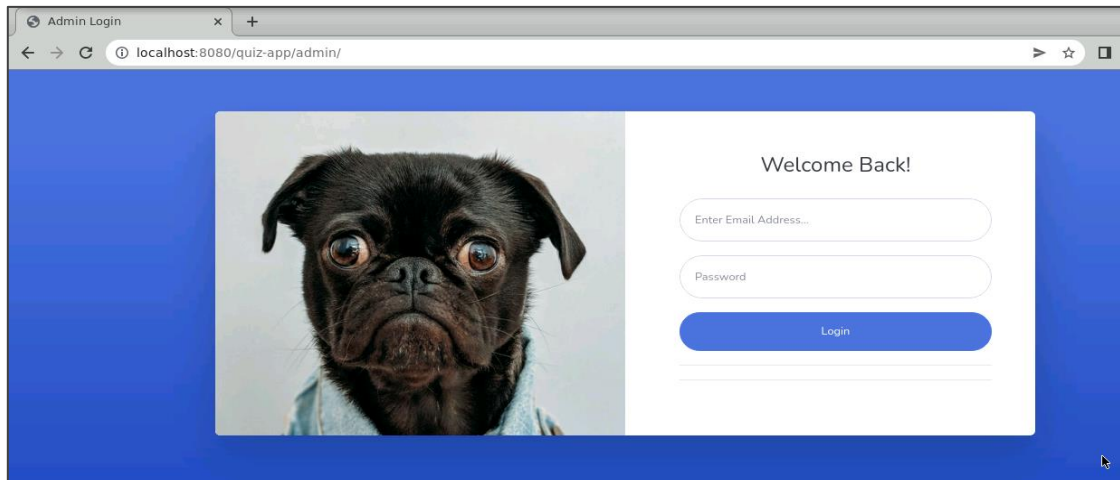 Admin Login
localhost:8080/quiz-app/admin/
Welcome Back!
Enter Email Address...
Password
Login